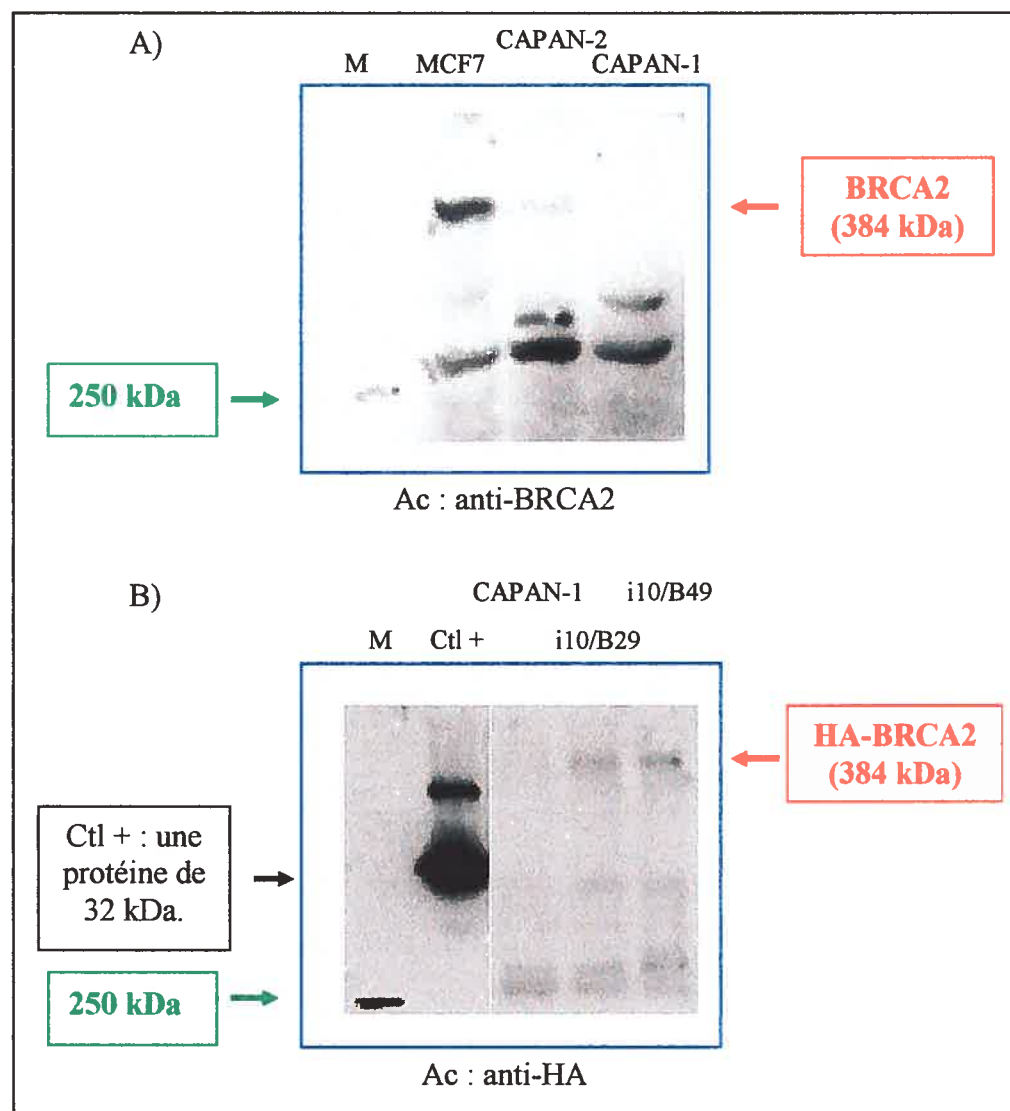 A)
CAPAN-2
M MCF7 CAPAN-1
BRCA2
(384 kDa)
250 kDa
Ac : anti-BRCA2
B)
CAPAN-1 i10/B49
M Ctl + i10/B29
HA-BRCA2
(384 kDa)
Ctl + : une
protéine de
32 kDa.
250 kDa
Ac : anti-HA